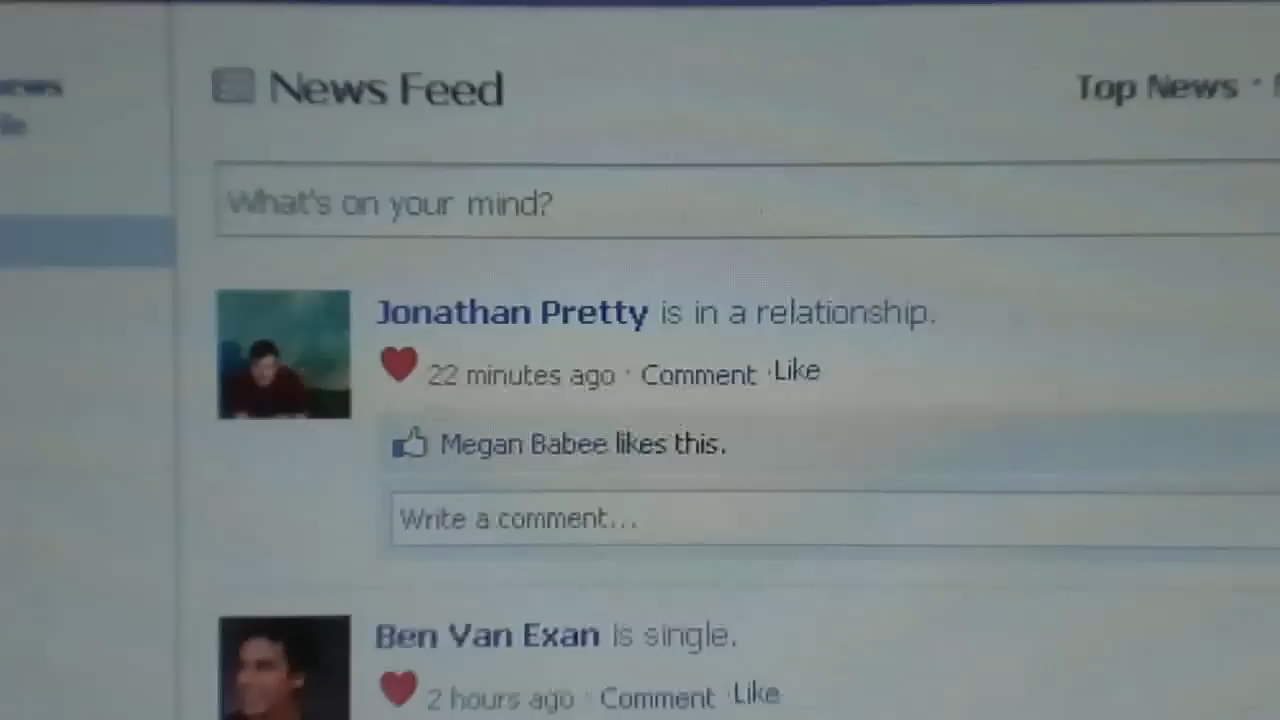 News Feed
Top News ·
What's on your mind?
Jonathan Pretty is in a relationship.
22 minutes ago · Comment · Like
Megan Babee likes this.
Write a comment...
Ben Van Exan is single.
2 hours ago · Comment · Like